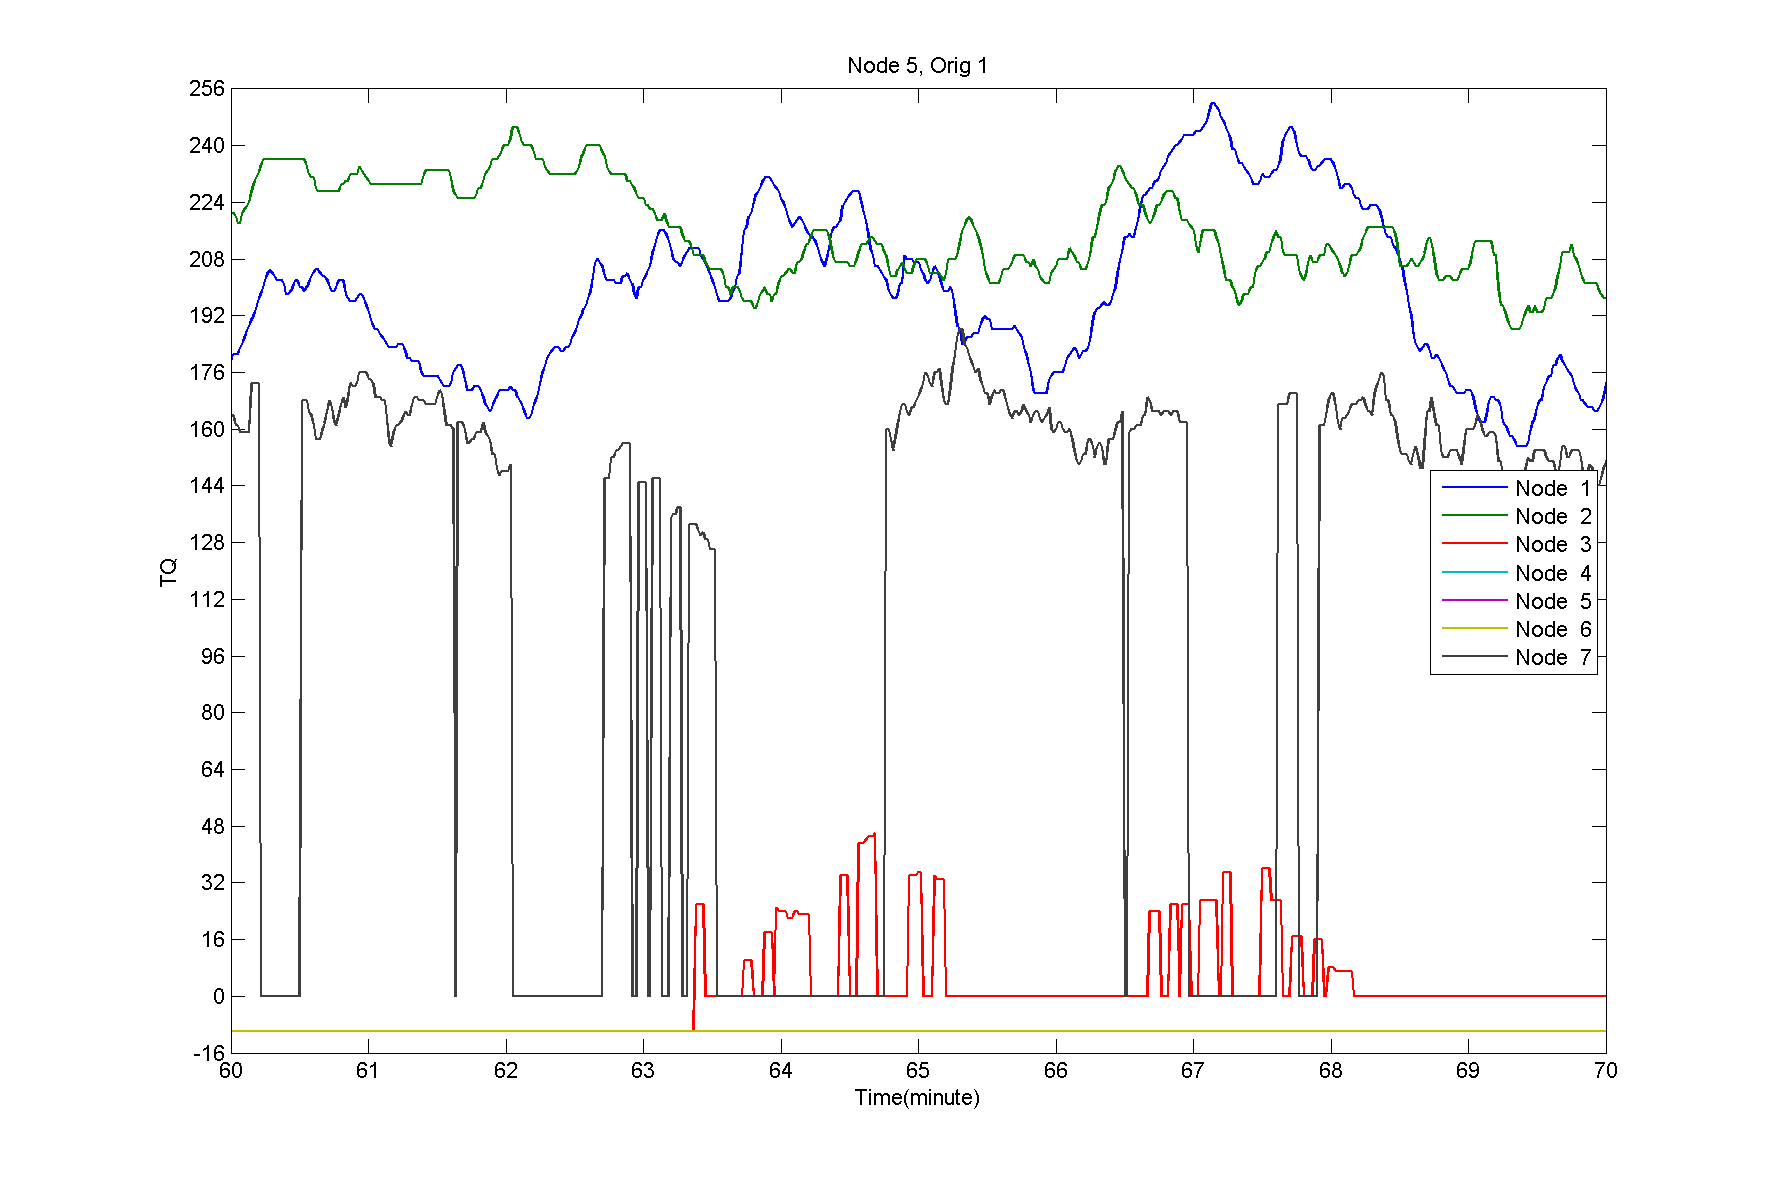 Node 5, Orig 1
256
240
224
208
192
176
160
144
128
112
96
80
64
48
32
16
0
-16
TQ
Node 1
Node 2
Node 3
Node 4
Node 5
Node 6
Node 7
60 61 62 63 64 65 66 67 68 69 70
Time(minute)